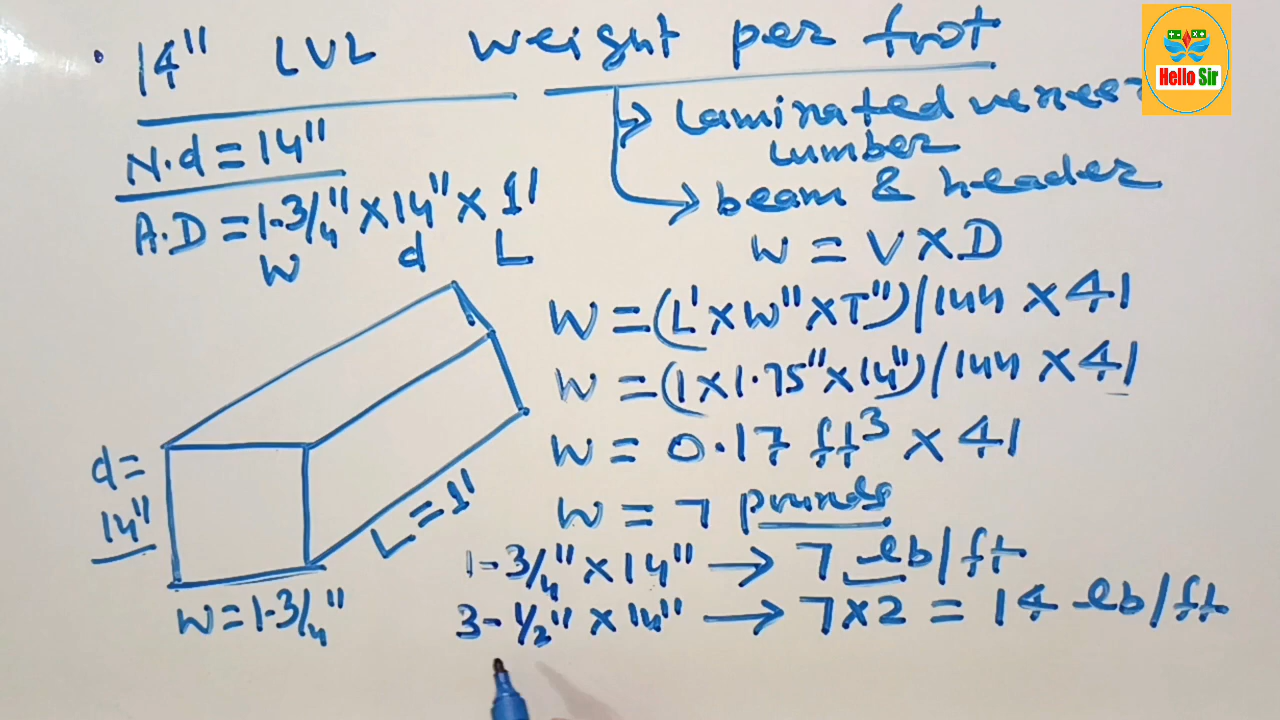 14" LVL weight per foot
Hello Sir
Laminated veneer
Lumber
beam & header
N.d = 14"
A.D = 1-3/4" X 14" X 1'
W d L
W = V X D
W = (L' X W" X T")/144 X 41
W = (1 X 1.75" X 14")/144 X 41
W = 0.17 ft³ X 41
W = 7 pounds
1-3/4" X 14" → 7 lb/ft
3-1/2" X 14" → 7X2 = 14 lb/ft
d =
14"
L = 1'
W = 1-3/4"